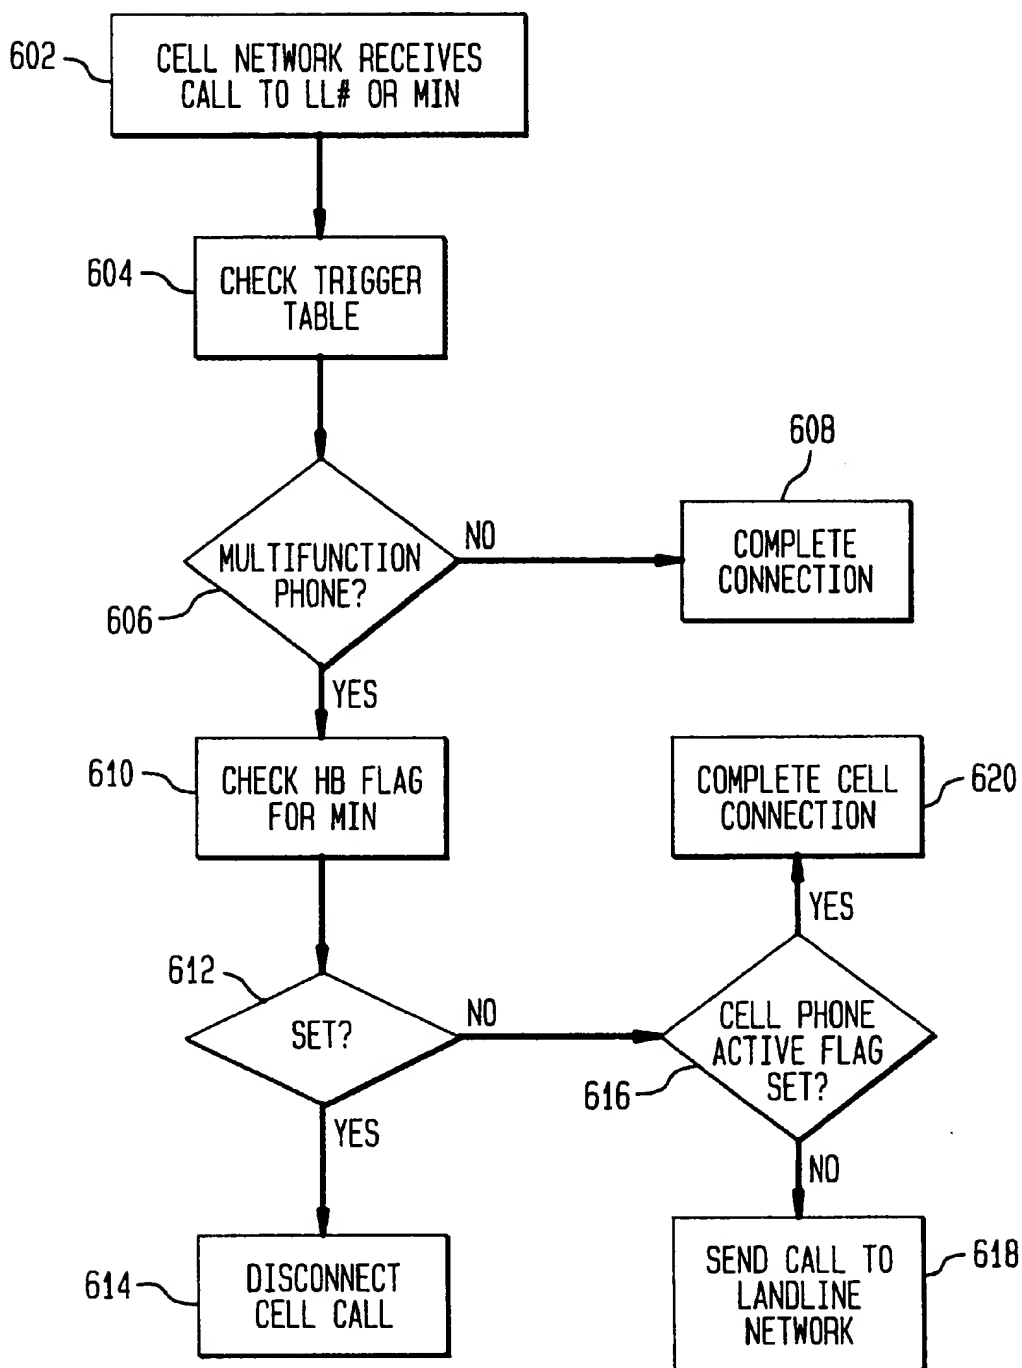 602
CELL NETWORK RECEIVES
CALL TO LL# OR MIN
604
CHECK TRIGGER
TABLE
606
MULTIFUNCTION
PHONE?
NO
608
COMPLETE
CONNECTION
YES
610
CHECK HB FLAG
FOR MIN
COMPLETE CELL
CONNECTION
620
612
SET?
NO
YES
616
CELL PHONE
ACTIVE FLAG
SET?
YES
NO
614
DISCONNECT
CELL CALL
SEND CALL TO
LANDLINE
NETWORK
618